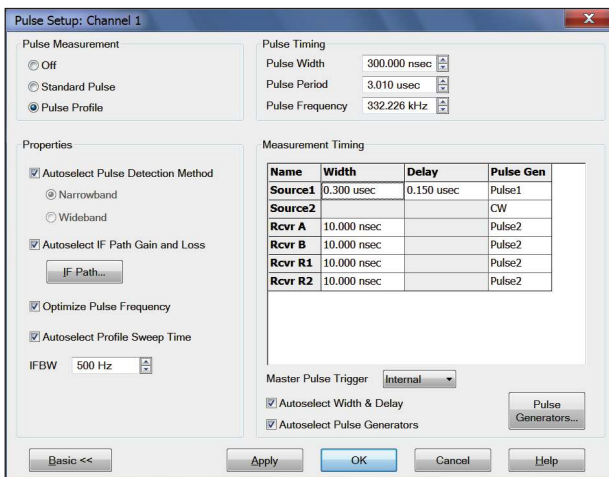 Pulse Setup: Channel 1
X
Pulse Measurement
Off
Standard Pulse
Pulse Profile
Pulse Timing
Pulse Width 300.000 nsec
Pulse Period 3.010 usec
Pulse Frequency 332.226 kHz
Properties
Autoselect Pulse Detection Method
Narrowband
Wideband
Autoselect IF Path Gain and Loss
IF Path...
Optimize Pulse Frequency
Autoselect Profile Sweep Time
IFBW 500 Hz
Measurement Timing
Name Width Delay Pulse Gen
Source1 0.300 usec 0.150 usec Pulse1
Source2 CW
Rcvr A 10.000 nsec Pulse2
Rcvr B 10.000 nsec Pulse2
Rcvr R1 10.000 nsec Pulse2
Rcvr R2 10.000 nsec Pulse2
Master Pulse Trigger Internal
Autoselect Width & Delay
Autoselect Pulse Generators
Pulse
Generators...
Basic << Apply OK Cancel Help